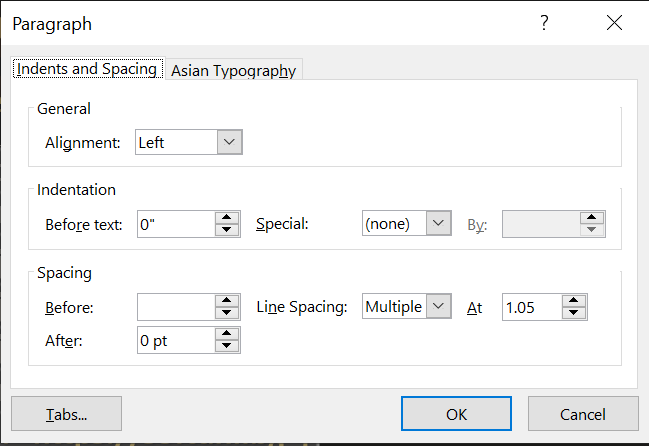 Paragraph ?
Indents and Spacing Asian Typography
General
Alignment: Left
Indentation
Before text: 0" Special: (none) By:
Spacing
Before: Line Spacing: Multiple At 1.05
After: 0 pt
Tabs... OK Cancel